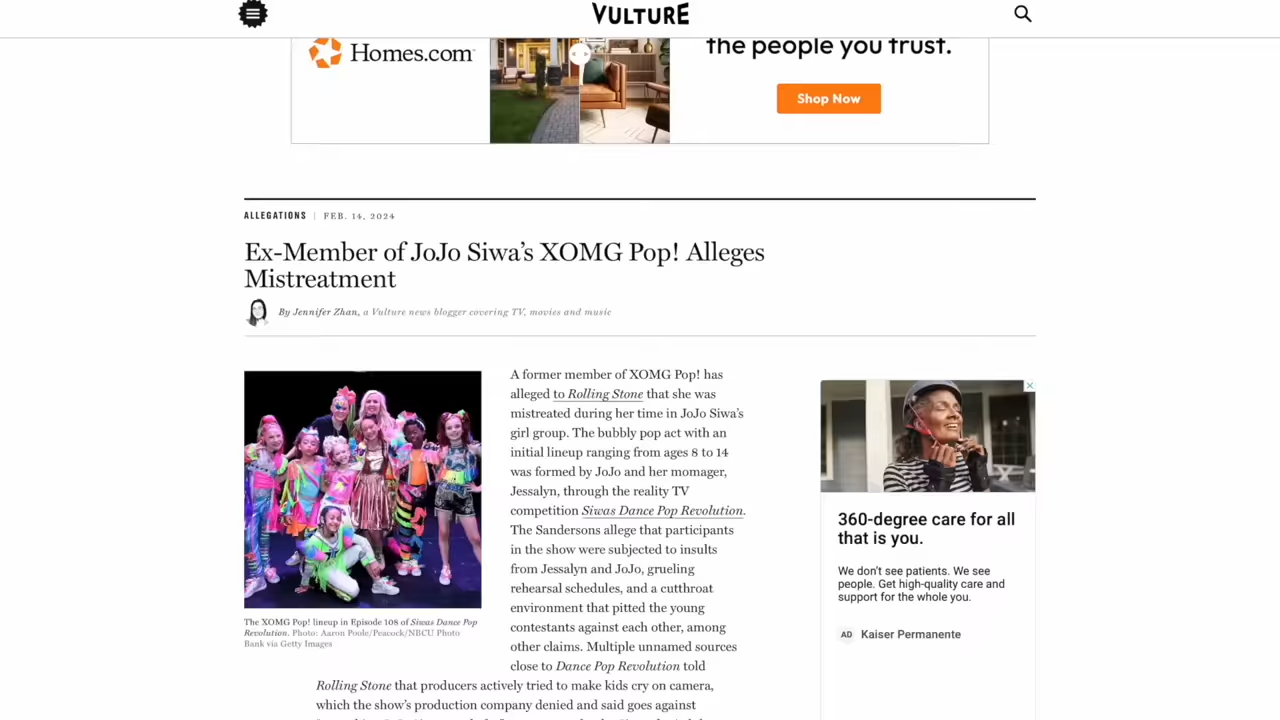 VULTURE
Homes.com
the people you trust.
Shop Now
ALLEGATIONS | FEB. 14, 2024
Ex-Member of JoJo Siwa’s XOMG Pop! Alleges
Mistreatment
By Jennifer Zhan, a Vulture news blogger covering TV, movies and music
A former member of XOMG Pop! has
alleged to Rolling Stone that she was
mistreated during her time in JoJo Siwa’s
girl group. The bubbly pop act with an
initial lineup ranging from ages 8 to 14
was formed by JoJo and her momager,
Jessalyn, through the reality TV
competition Siwas Dance Pop Revolution.
The Sandersons allege that participants
in the show were subjected to insults
from Jessalyn and JoJo, grueling
rehearsal schedules, and a cutthroat
environment that pitted the young
contestants against each other, among
other claims. Multiple unnamed sources
close to Dance Pop Revolution told
Rolling Stone that producers actively tried to make kids cry on camera,
which the show’s production company denied and said goes against
The XOMG Pop! lineup in Episode 108 of Siwas Dance Pop
Revolution. Photo: Aaron Poole/Peacock/NBCU Photo
Bank via Getty Images
360-degree care for all
that is you.
We don’t see patients. We see
people. Get high-quality care and
support for the whole you.
AD Kaiser Permanente